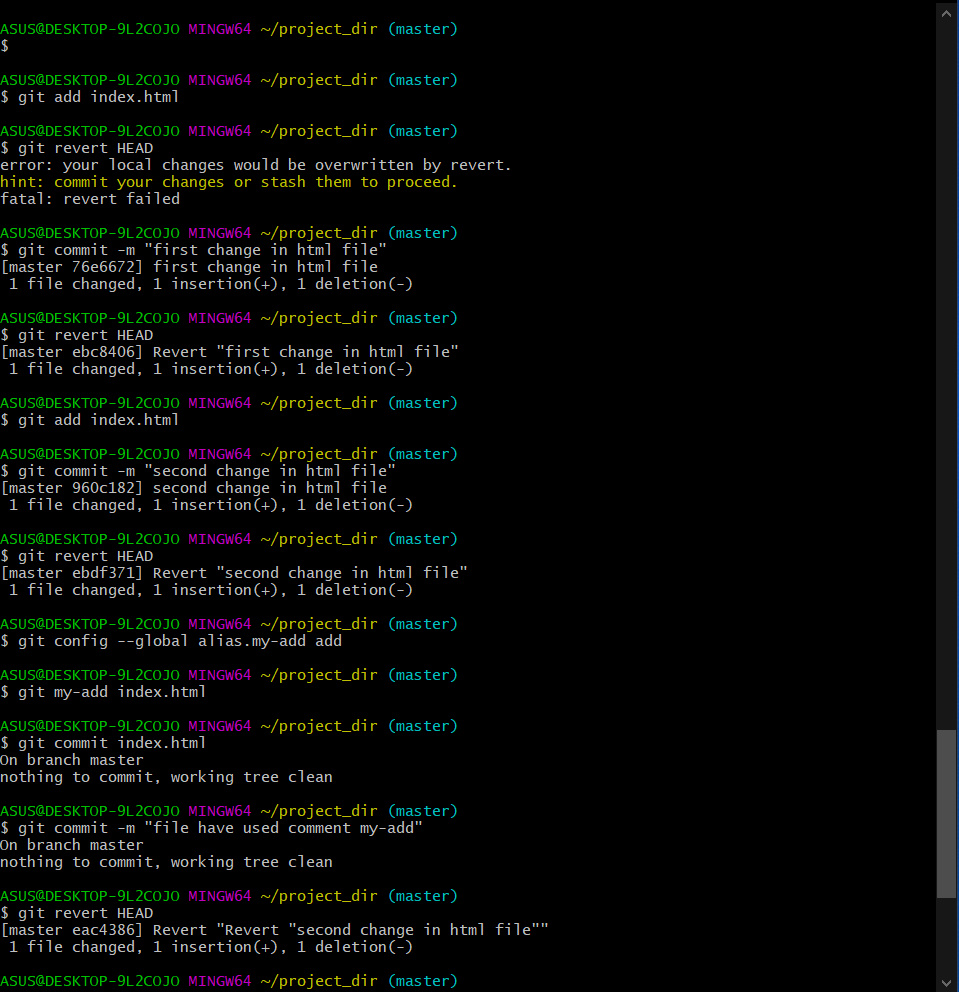 ASUS@DESKTOP-9L2COJO MINGW64 ~/project_dir (master)
$
ASUS@DESKTOP-9L2COJO MINGW64 ~/project_dir (master)
$ git add index.html
ASUS@DESKTOP-9L2COJO MINGW64 ~/project_dir (master)
$ git revert HEAD
error: your local changes would be overwritten by revert.
hint: commit your changes or stash them to proceed.
fatal: revert failed
ASUS@DESKTOP-9L2COJO MINGW64 ~/project_dir (master)
$ git commit -m "first change in html file"
[master 76e6672] first change in html file
 1 file changed, 1 insertion(+), 1 deletion(-)
ASUS@DESKTOP-9L2COJO MINGW64 ~/project_dir (master)
$ git revert HEAD
[master ebc8406] Revert "first change in html file"
 1 file changed, 1 insertion(+), 1 deletion(-)
ASUS@DESKTOP-9L2COJO MINGW64 ~/project_dir (master)
$ git add index.html
ASUS@DESKTOP-9L2COJO MINGW64 ~/project_dir (master)
$ git commit -m "second change in html file"
[master 960c182] second change in html file
 1 file changed, 1 insertion(+), 1 deletion(-)
ASUS@DESKTOP-9L2COJO MINGW64 ~/project_dir (master)
$ git revert HEAD
[master ebdf371] Revert "second change in html file"
 1 file changed, 1 insertion(+), 1 deletion(-)
ASUS@DESKTOP-9L2COJO MINGW64 ~/project_dir (master)
$ git config --global alias.my-add add
ASUS@DESKTOP-9L2COJO MINGW64 ~/project_dir (master)
$ git my-add index.html
ASUS@DESKTOP-9L2COJO MINGW64 ~/project_dir (master)
$ git commit index.html
On branch master
nothing to commit, working tree clean
ASUS@DESKTOP-9L2COJO MINGW64 ~/project_dir (master)
$ git commit -m "file have used comment my-add"
On branch master
nothing to commit, working tree clean
ASUS@DESKTOP-9L2COJO MINGW64 ~/project_dir (master)
$ git revert HEAD
[master eac4386] Revert "Revert "second change in html file""
 1 file changed, 1 insertion(+), 1 deletion(-)
ASUS@DESKTOP-9L2COJO MINGW64 ~/project_dir (master)